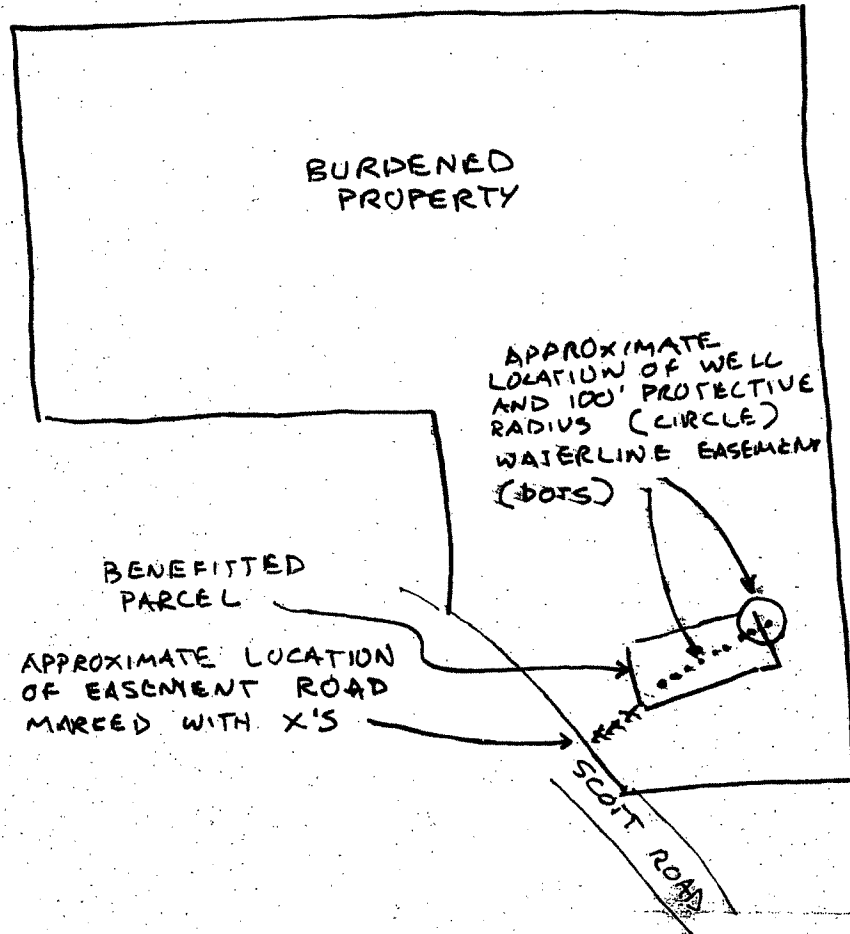 BURDENED
PROPERTY
APPROXIMATE
LOCATION OF WELL
AND 100' PROTECTIVE
RADIUS (CIRCLE)
WATERLINE EASEMENT
(DOTS)
BENEFITTED
PARCEL
APPROXIMATE LOCATION
OF EASEMENT ROAD
MARKED WITH X'S
SCOTT ROAD